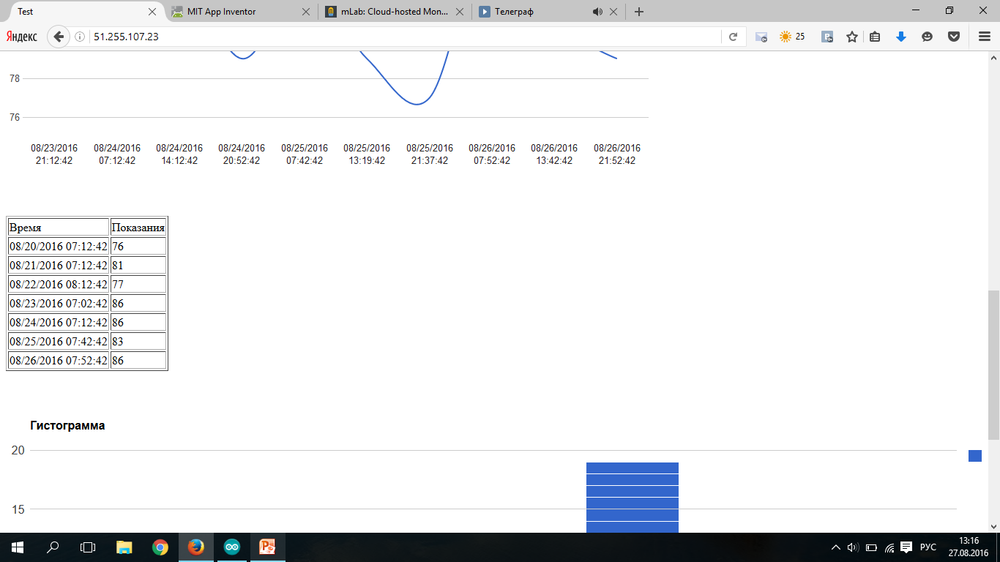 Test
MIT App Inventor
mLab: Cloud-hosted Mon...
Телеграф
Яндекс
51.255.107.23
25
78
76
08/23/2016 08/24/2016 08/24/2016 08/24/2016 08/25/2016 08/25/2016 08/25/2016 08/26/2016 08/26/2016 08/26/2016
21:12:42 07:12:42 14:12:42 20:52:42 07:42:42 13:19:42 21:37:42 07:52:42 13:42:42 21:52:42
Время Показания
08/20/2016 07:12:42 76
08/21/2016 07:12:42 81
08/22/2016 08:12:42 77
08/23/2016 07:02:42 86
08/24/2016 07:12:42 86
08/25/2016 07:42:42 83
08/26/2016 07:52:42 86
Гистограмма
20
15
РУС
13:16
27.08.2016